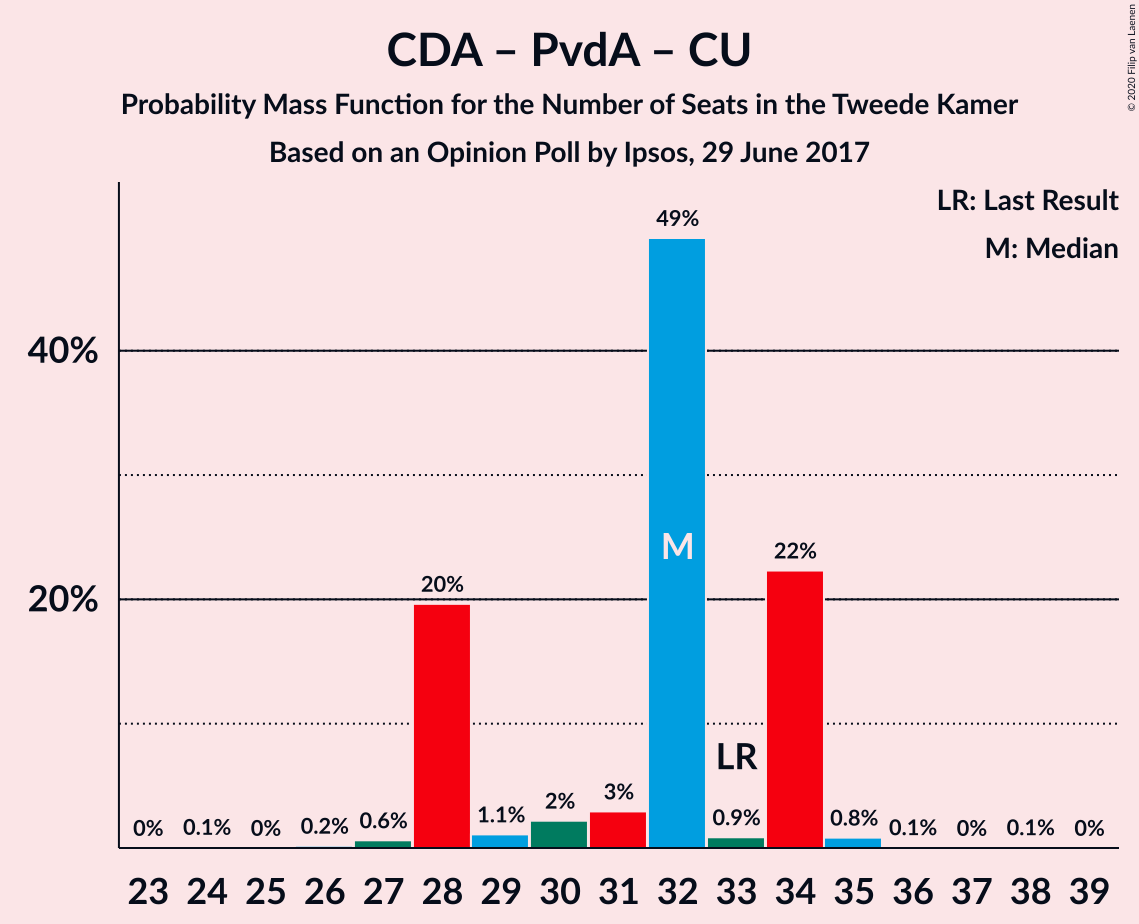 CDA – PvdA – CU
Probability Mass Function for the Number of Seats in the Tweede Kamer
Based on an Opinion Poll by Ipsos, 29 June 2017
© 2020 Filip van Laenen
LR: Last Result
M: Median
40%
20%
0% 0.1% 0% 0.2% 0.6% 20% 1.1% 2% 3% 49% 0.9% 22% 0.8% 0.1% 0% 0.1% 0%
M
LR
23 24 25 26 27 28 29 30 31 32 33 34 35 36 37 38 39